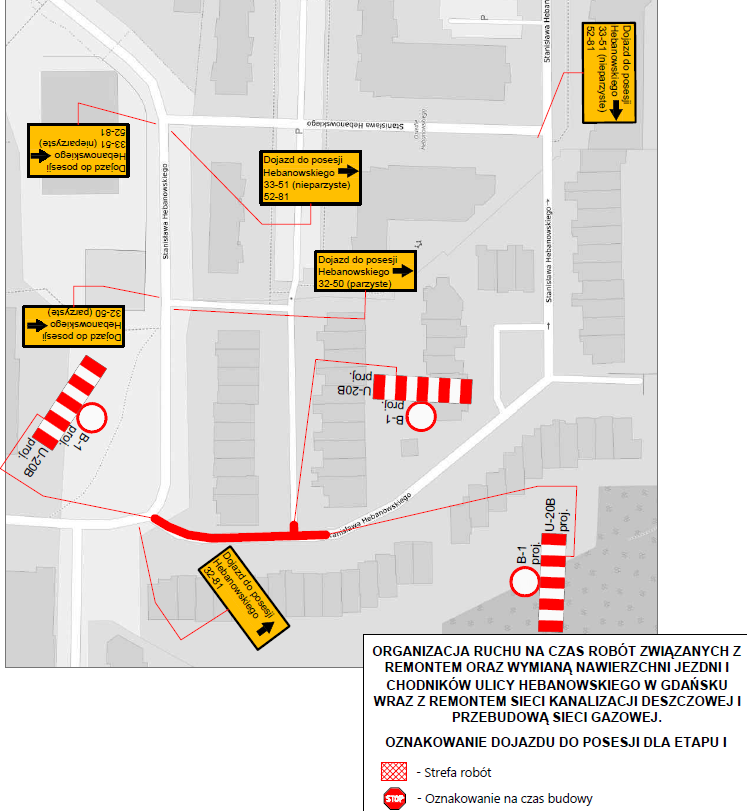 Stanisława Hebanowskiego
P
Dojazd do posesji
Hebanowskiego
33-51 (nieparzyste)
52-81
Stanisława Hebanowskiego
P
Dojazd do posesji
Hebanowskiego
33-51 (nieparzyste)
52-81
Dojazd do posesji
Hebanowskiego
33-51 (nieparzyste)
52-81
Stanisława Hebanowskiego
Stanisława Hebanowskiego
Dojazd do posesji
Hebanowskiego
32-50 (parzyste)
Dojazd do posesji
Hebanowskiego
32-50 (parzyste)
U-20B
proj.
B-1
proj.
U-20B
proj.
B-1
proj.
Hebanowskiego
U-20B
proj.
B-1
proj.
Dojazd do posesji
Hebanowskiego
32-81
ORGANIZACJA RUCHU NA CZAS ROBÓT ZWIĄZANYCH Z
REMONTEM ORAZ WYMIANĄ NAWIERZCHNI JEZDNI I
CHODNIKÓW ULICY HEBANOWSKIEGO W GDAŃSKU
WRAZ Z REMONTEM SIECI KANALIZACJI DESZCZOWEJ I
PRZEBUDOWĄ SIECI GAZOWEJ.
OZNAKOWANIE DOJAZDU DO POSESJI DLA ETAPU I
- Strefa robót
STOP
- Oznakowanie na czas budowy